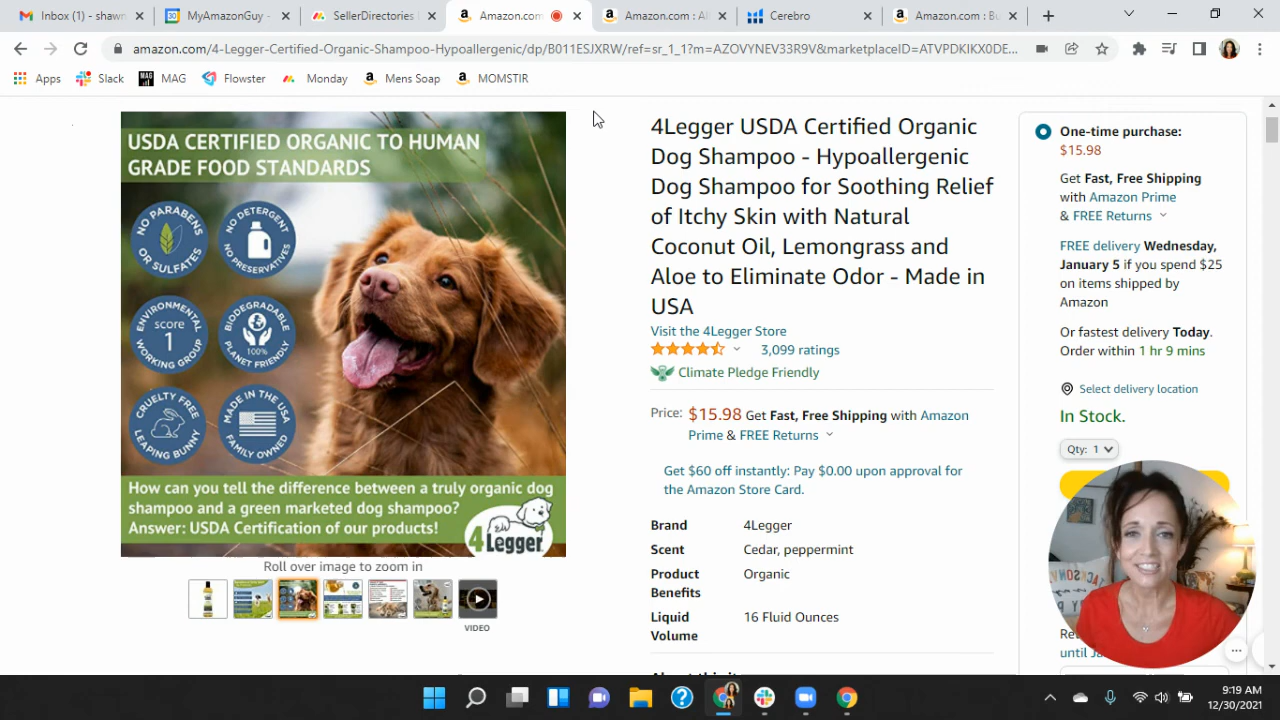 Inbox (1) - shawn
MyAmazonGuy -
SellerDirectories
Amazon.com
Amazon.com : Al
Cerebro
Amazon.com : Bu
amazon.com/4-Legger-Certified-Organic-Shampoo-Hypoallergenic/dp/B011ESJXRW/ref=sr_1_1?m=AZOVYNEV33R9V&marketplaceID=ATVPDKIKX0DE...
Apps
Slack
MAG
MAG
Flowster
Monday
Mens Soap
MOMSTIR
USDA CERTIFIED ORGANIC TO HUMAN
GRADE FOOD STANDARDS
NO PARABENS
OR SULFATES
NO DETERGENT
NO PRESERVATIVES
ENVIRONMENTAL
score
1
WORKING GROUP
BIODEGRADABLE
100%
PLANET FRIENDLY
CRUELTY FREE
LEAPING BUNNY
MADE IN THE USA
FAMILY OWNED
How can you tell the difference between a truly organic dog
shampoo and a green marketed dog shampoo?
Answer: USDA Certification of our products!
4Legger
Roll over image to zoom in
VIDEO
4Legger USDA Certified Organic
Dog Shampoo - Hypoallergenic
Dog Shampoo for Soothing Relief
of Itchy Skin with Natural
Coconut Oil, Lemongrass and
Aloe to Eliminate Odor - Made in
USA
Visit the 4Legger Store
3,099 ratings
Climate Pledge Friendly
Price: $15.98 Get Fast, Free Shipping with Amazon
Prime & FREE Returns
Get $60 off instantly: Pay $0.00 upon approval for
the Amazon Store Card.
Brand 4Legger
Scent Cedar, peppermint
Product Organic
Benefits
Liquid 16 Fluid Ounces
Volume
One-time purchase:
$15.98
Get Fast, Free Shipping
with Amazon Prime
& FREE Returns
FREE delivery Wednesday,
January 5 if you spend $25
on items shipped by
Amazon
Or fastest delivery Today.
Order within 1 hr 9 mins
Select delivery location
In Stock.
Qty: 1
9:19 AM
12/30/2021